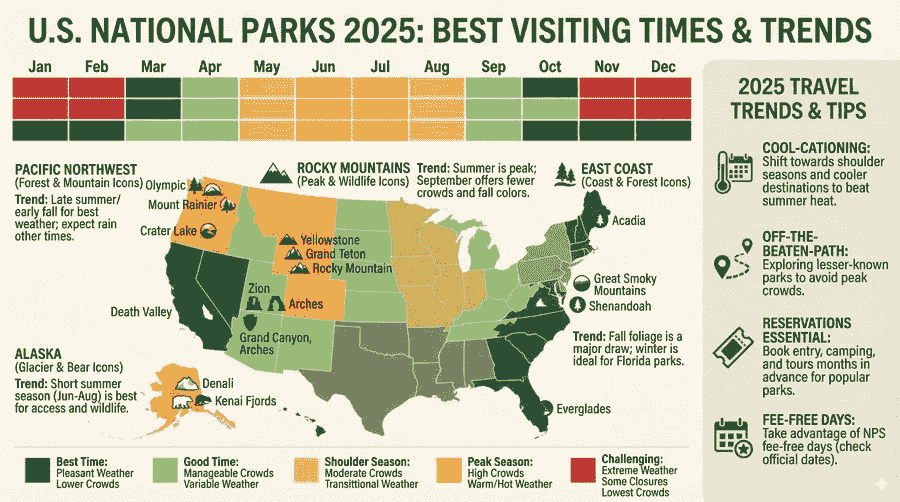 U.S. NATIONAL PARKS 2025: BEST VISITING TIMES & TRENDS
Jan Feb Mar Apr May Jun Jul Aug Sep Oct Nov Dec
PACIFIC NORTHWEST
(Forest & Mountain Icons)
Trend: Late summer/
early fall for best
weather; expect rain
other times.
Olympic
Mount Rainier
Crater Lake
ROCKY MOUNTAINS
(Peak & Wildlife Icons)
Trend: Summer is peak;
September offers fewer
crowds and fall colors.
EAST COAST
(Coast & Forest Icons)
Acadia
Yellowstone
Grand Teton
Rocky Mountain
Zion
Arches
Death Valley
Grand Canyon,
Arches
Great Smoky
Mountains
Shenandoah
Trend: Fall foliage is a
major draw; winter is
ideal for Florida parks.
Everglades
ALASKA
(Glacier & Bear Icons)
Trend: Short summer
season (Jun-Aug) is best
for access and wildlife.
Denali
Kenai Fjords
Best Time:
Pleasant Weather
Lower Crowds
Good Time:
Manageable Crowds
Variable Weather
Shoulder Season:
Moderate Crowds
Transittional Weather
Peak Season:
High Crowds
Warm/Hot Weather
Challenging:
Extreme Weather
Some Closures
Lowest Crowds
2025 TRAVEL
TRENDS & TIPS
COOL-CATIONING:
Shift towards shoulder
seasons and cooler
destinations to beat
summer heat.
OFF-THE-
BEATEN-PATH:
Exploring lesser-known
parks to avoid peak
crowds.
RESERVATIONS
ESSENTIAL:
Book entry, camping,
and tours months in
advance for popular
parks.
FEE-FREE DAYS:
Take advantage of NPS
fee-free days (check
official dates).